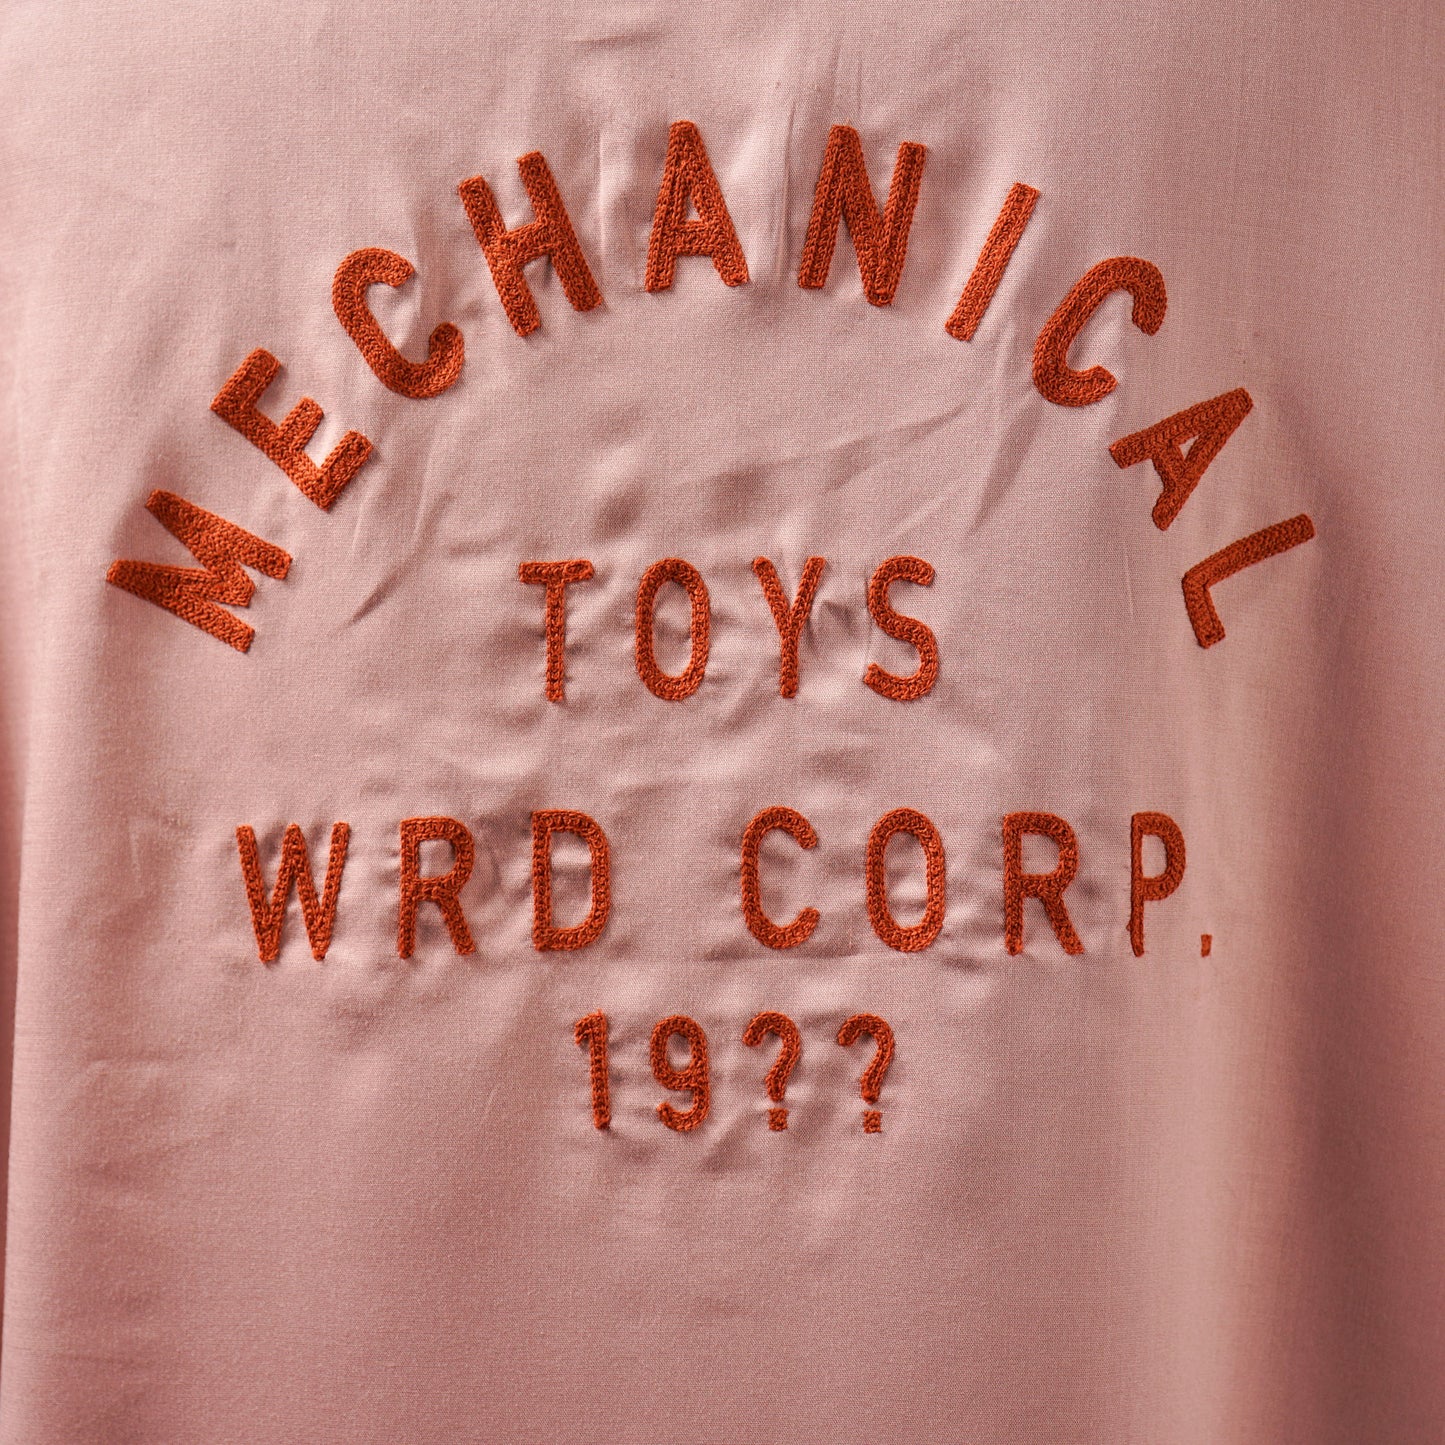 MECHANICAL
TOYS
WRD CORP.
19??